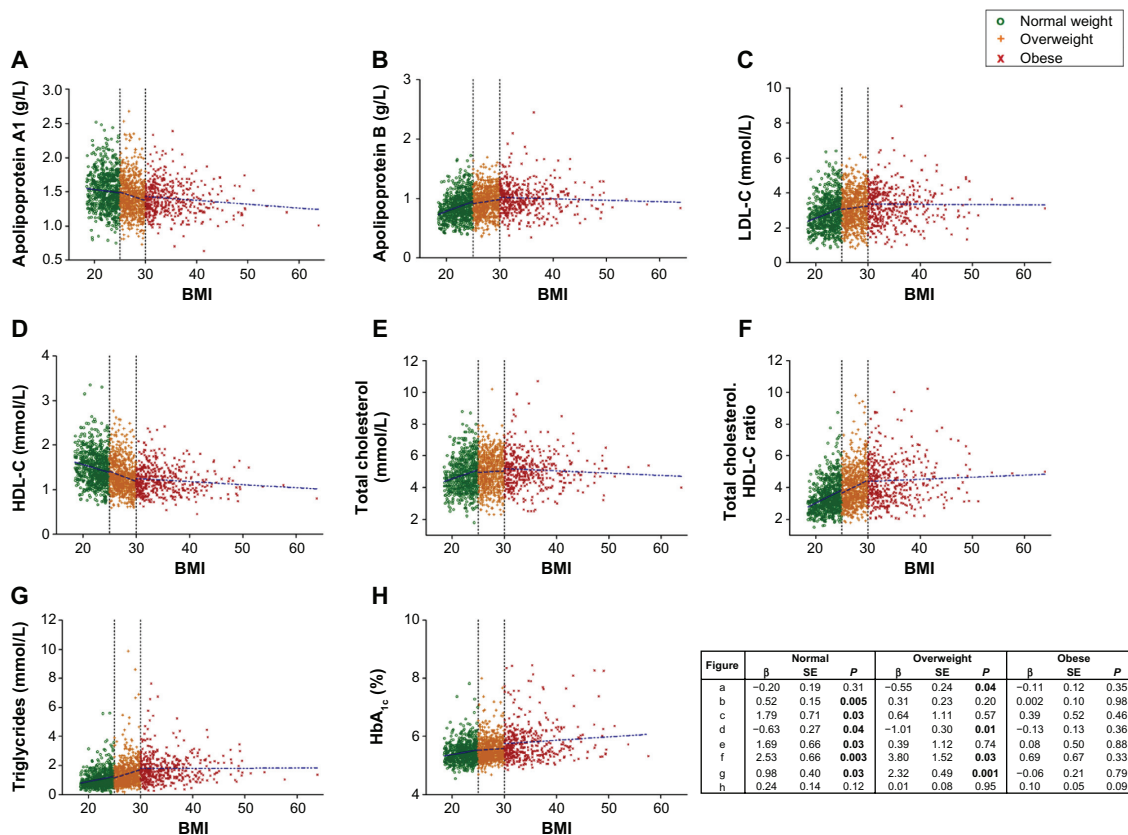 o Normal weight
+ Overweight
x Obese
A
Apolipoprotein A1 (g/L)
3.0
2.5
2.0
1.5
1.0
0.5
20 30 40 50 60
BMI
B
Apolipoprotein B (g/L)
3
2
1
0
20 30 40 50 60
BMI
C
LDL-C (mmol/L)
10
8
6
4
2
0
20 30 40 50 60
BMI
D
HDL-C (mmol/L)
4
3
2
1
0
20 30 40 50 60
BMI
E
Total cholesterol
(mmol/L)
12
10
8
6
4
2
20 30 40 50 60
BMI
F
Total cholesterol.
HDL-C ratio
12
10
8
6
4
2
20 30 40 50 60
BMI
G
Triglycrides (mmol/L)
12
10
8
6
4
2
0
20 30 40 50 60
BMI
H
HbA1c (%)
10
8
6
4
20 30 40 50 60
BMI
Figure Normal Overweight Obese
β SE P β SE P β SE P
a −0.20 0.19 0.31 −0.55 0.24 0.04 −0.11 0.12 0.35
b 0.52 0.15 0.005 0.31 0.23 0.20 0.002 0.10 0.98
c 1.79 0.71 0.03 0.64 1.11 0.57 0.39 0.52 0.46
d −0.63 0.27 0.04 −1.01 0.30 0.01 −0.13 0.13 0.36
e 1.69 0.66 0.03 0.39 1.12 0.74 0.08 0.50 0.88
f 2.53 0.66 0.003 3.80 1.52 0.03 0.69 0.67 0.33
g 0.98 0.40 0.03 2.32 0.49 0.001 −0.06 0.21 0.79
h 0.24 0.14 0.12 0.01 0.08 0.95 0.10 0.05 0.09